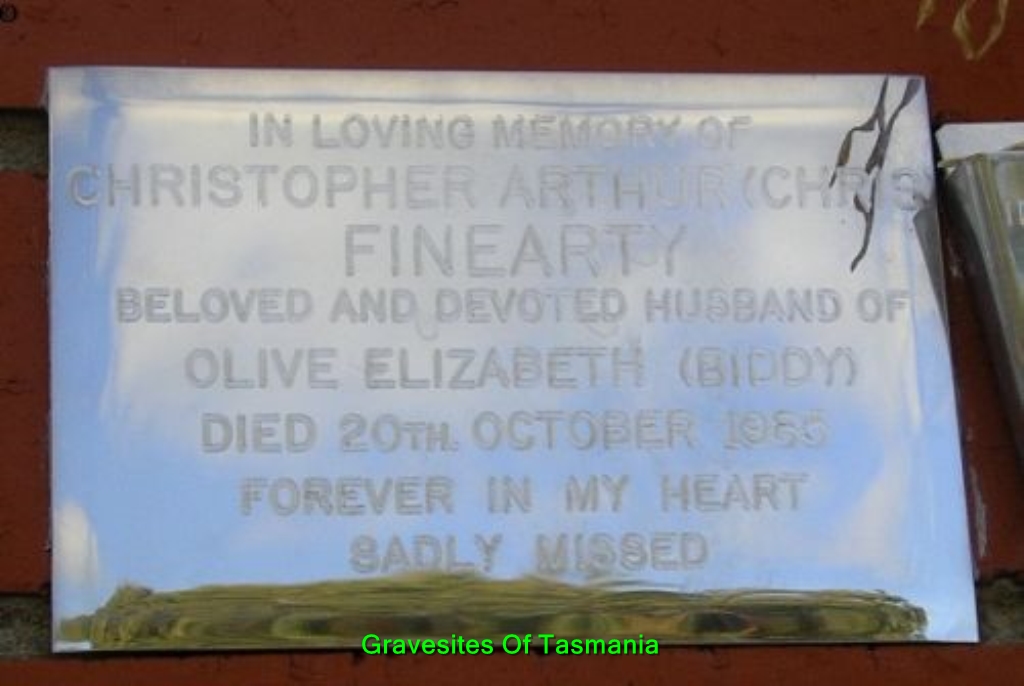 IN LOVING MEMORY OF
CHRISTOPHER ARTHUR (CHRIS
FINEARTY
BELOVED AND DEVOTED HUSBAND OF
OLIVE ELIZABETH (BIDDY)
DIED 20TH. OCTOBER
FOREVER IN MY HEART
SADLY MISSED
Gravesites Of Tasmania